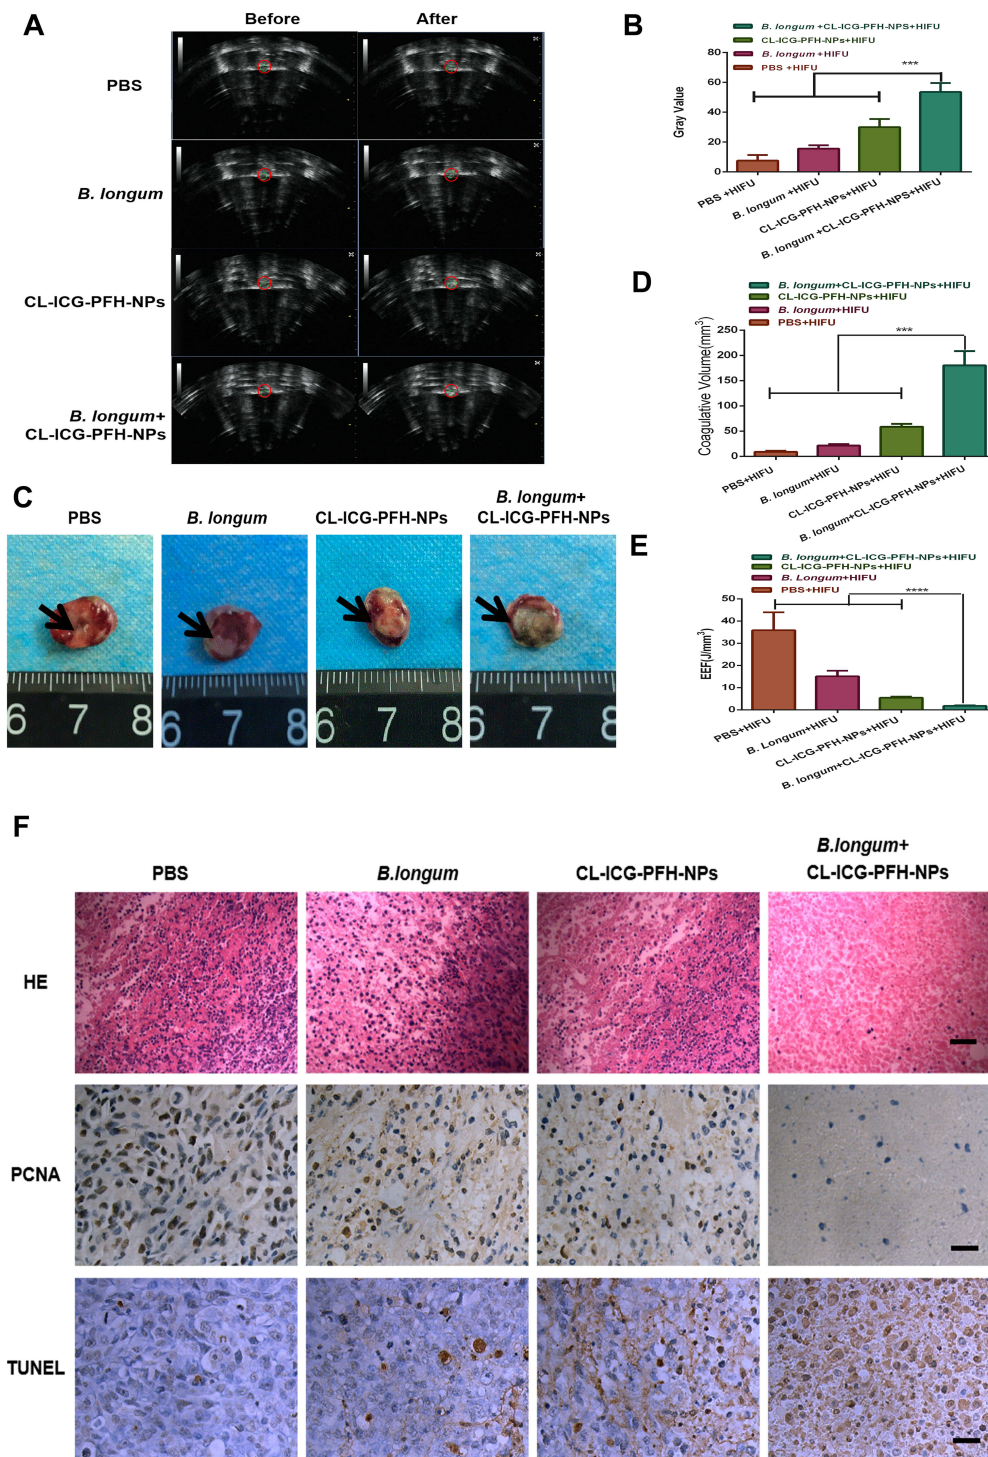 A
Before
After
PBS
B. longum
CL-ICG-PFH-NPs
B. longum+
CL-ICG-PFH-NPs
B
B. longum +CL-ICG-PFH-NPS+HIFU
CL-ICG-PFH-NPs+HIFU
B. longum +HIFU
PBS +HIFU
***
Gray Value
80
60
40
20
0
PBS +HIFU
B. longum +HIFU
CL-ICG-PFH-NPs+HIFU
B. longum +CL-ICG-PFH-NPS+HIFU
C
PBS
B. longum
CL-ICG-PFH-NPs
B. longum+
CL-ICG-PFH-NPs
6 7 8
6 7 8
6 7 8
6 7 8
D
B. longum+CL-ICG-PFH-NPs+HIFU
CL-ICG-PFH-NPs+HIFU
B. longum+HIFU
PBS+HIFU
***
Coagulative Volume(mm³)
250
200
150
100
50
0
PBS+HIFU
B. longum+HIFU
CL-ICG-PFH-NPs+HIFU
B. longum+CL-ICG-PFH-NPs+HIFU
E
B. longum+CL-ICG-PFH-NPs+HIFU
CL-ICG-PFH-NPs+HIFU
B. Longum+HIFU
PBS+HIFU
****
EEF(J/mm³)
50
40
30
20
10
0
PBS+HIFU
B. Longum+HIFU
CL-ICG-PFH-NPs+HIFU
B. longum+CL-ICG-PFH-NPs+HIFU
F
PBS
B.longum
CL-ICG-PFH-NPs
B.longum+
CL-ICG-PFH-NPs
HE
PCNA
TUNEL